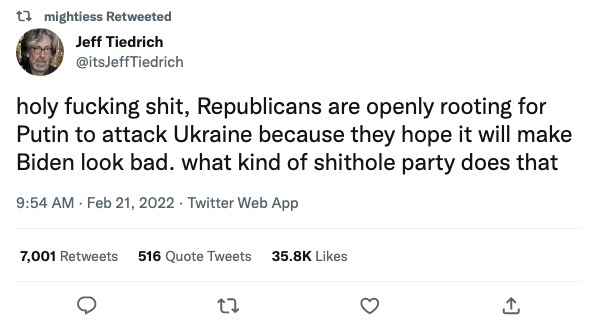 mightiess Retweeted
Jeff Tiedrich
@itsJeffTiedrich
holy fucking shit, Republicans are openly rooting for
Putin to attack Ukraine because they hope it will make
Biden look bad. what kind of shithole party does that
9:54 AM · Feb 21, 2022 · Twitter Web App
7,001 Retweets 516 Quote Tweets 35.8K Likes